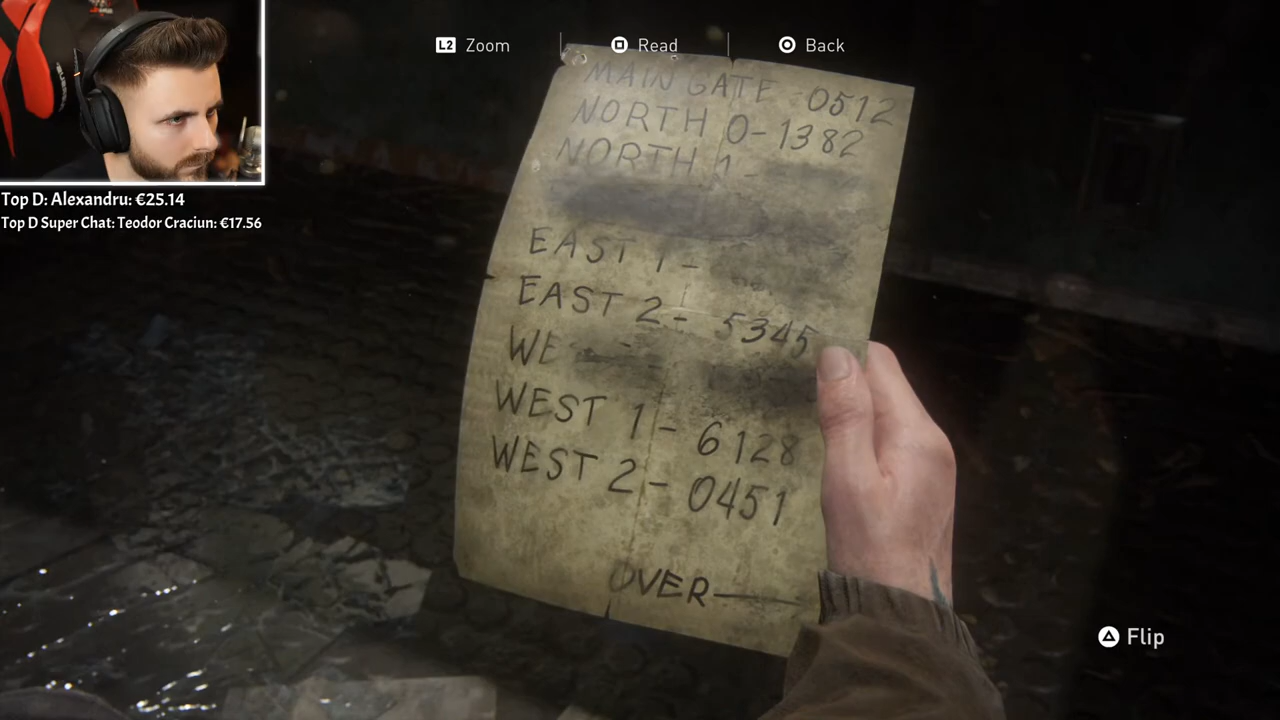 L2 Zoom
Read
Back
MAIN GATE 0512
NORTH 0- 1382
NORTH 1 -
EAST 1 -
EAST 2 - 5345
WE
WEST 1 - 6128
WEST 2 - 0451
OVER
Flip
Top D: Alexandru: €25.14
Top D Super Chat: Teodor Craciun: €17.56